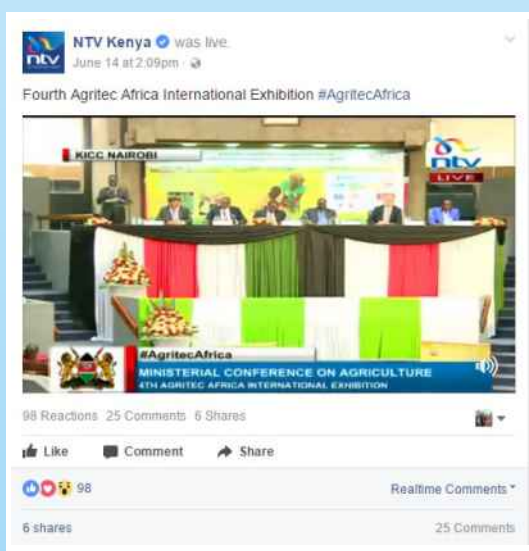 NTV Kenya was live.
June 14 at 2:09pm
Fourth Agritec Africa International Exhibition #AgritecAfrica
KICC NAIROBI
ntv
LIVE
#AgritecAfrica
MINISTERIAL CONFERENCE ON AGRICULTURE
4TH AGRITEC AFRICA INTERNATIONAL EXHIBITION
98 Reactions 25 Comments 6 Shares
Like Comment Share
98 Realtime Comments
6 shares 25 Comments